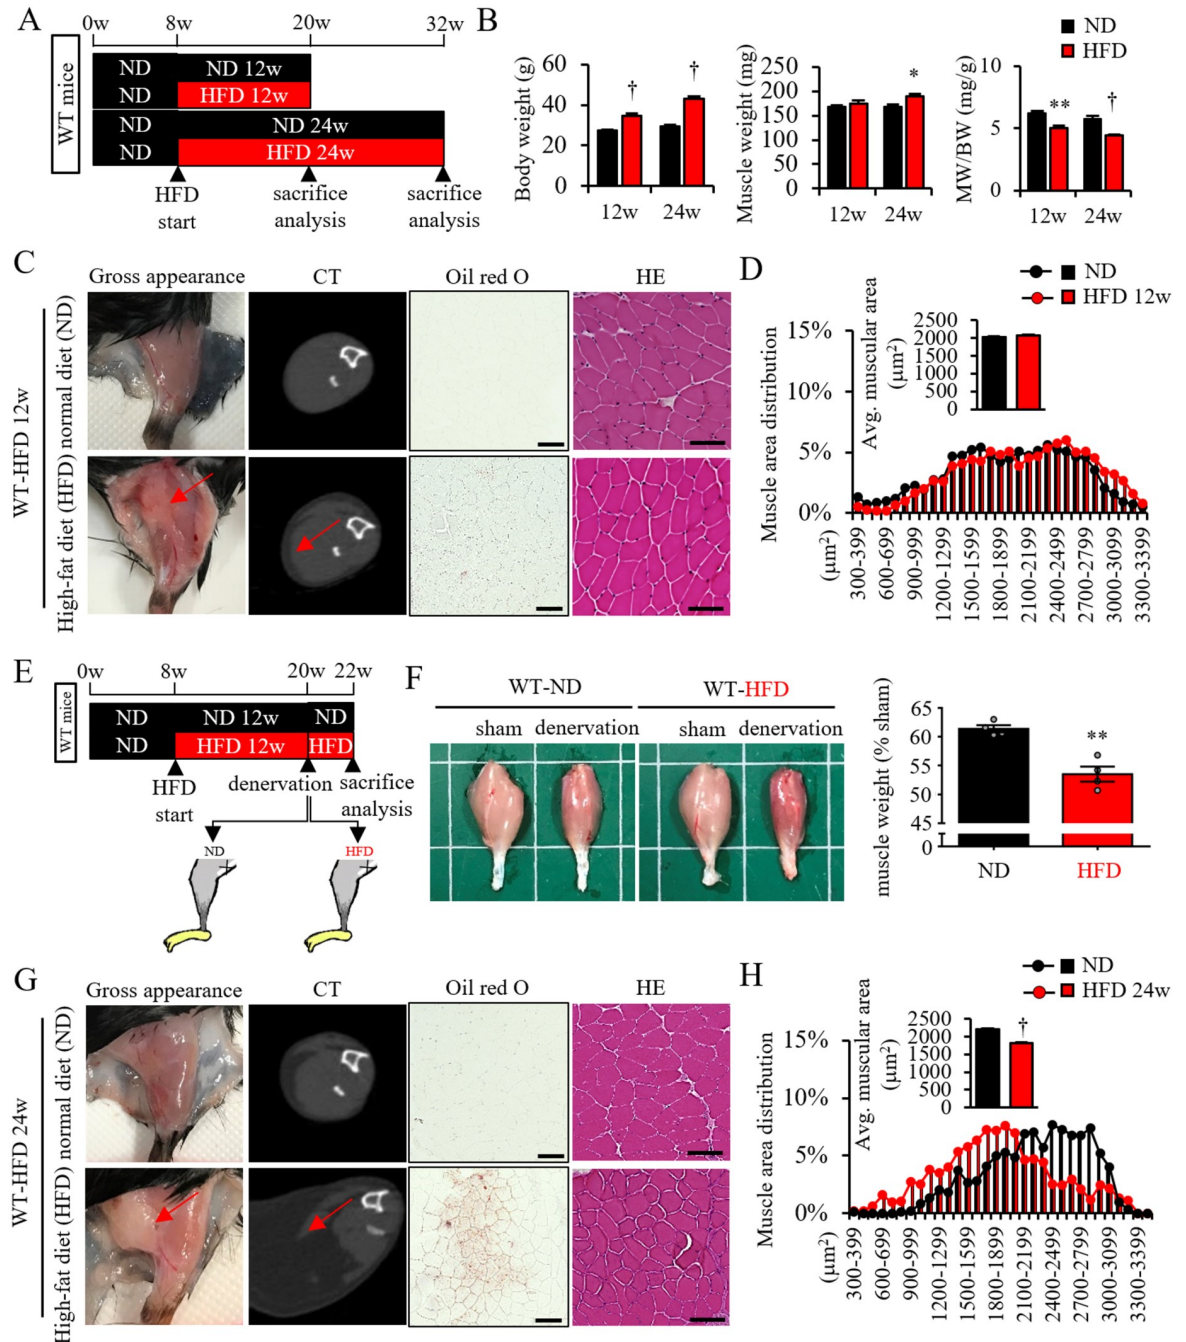 A
0w 8w 20w 32w
WT mice
ND ND 12w
ND HFD 12w
ND ND 24w
ND HFD 24w
HFD start
sacrifice analysis
sacrifice analysis
B
ND
HFD
Body weight (g)
60
40
20
0
† †
12w 24w
Muscle weight (mg)
250
200
150
100
50
0
*
12w 24w
MW/BW (mg/g)
10
5
0
** †
12w 24w
C
Gross appearance CT Oil red O HE
WT-HFD 12w
High-fat diet (HFD) normal diet (ND)
D
ND
HFD 12w
Muscle area distribution
15%
10%
5%
0%
Avg. muscular area
(μm²)
2500
2000
1500
1000
500
0
(μm²)
300-399
600-699
900-999
1200-1299
1500-1599
1800-1899
2100-2199
2400-2499
2700-2799
3000-3099
3300-3399
E
0w 8w 20w 22w
WT mice
ND ND 12w ND
ND HFD 12w HFD
HFD start
denervation
sacrifice analysis
ND HFD
F
WT-ND WT-HFD
sham denervation sham denervation
muscle weight (% sham)
65
60
55
50
45
0
**
ND HFD
G
Gross appearance CT Oil red O HE
WT-HFD 24w
High-fat diet (HFD) normal diet (ND)
H
ND
HFD 24w
Muscle area distribution
15%
10%
5%
0%
Avg. muscular area
(μm²)
2500
2000
1500
1000
500
0
†
(μm²)
300-399
600-699
900-999
1200-1299
1500-1599
1800-1899
2100-2199
2400-2499
2700-2799
3000-3099
3300-3399